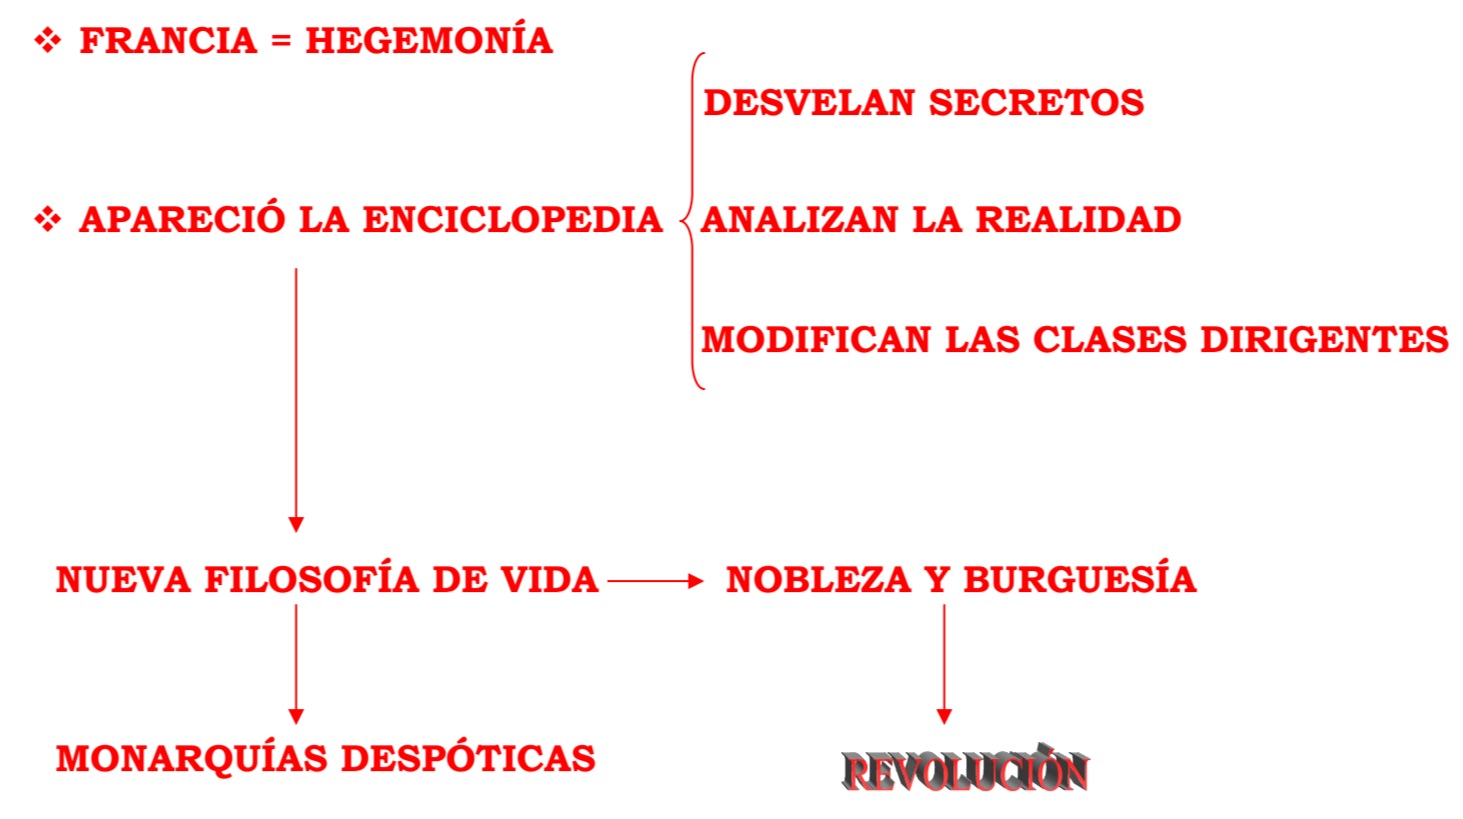 ❖ FRANCIA = HEGEMONÍA
DESVELAN SECRETOS
❖ APARECIÓ LA ENCICLOPEDIA
ANALIZAN LA REALIDAD
MODIFICAN LAS CLASES DIRIGENTES
NUEVA FILOSOFÍA DE VIDA
NOBLEZA Y BURGUESÍA
MONARQUÍAS DESPÓTICAS
REVOLUCIÓN